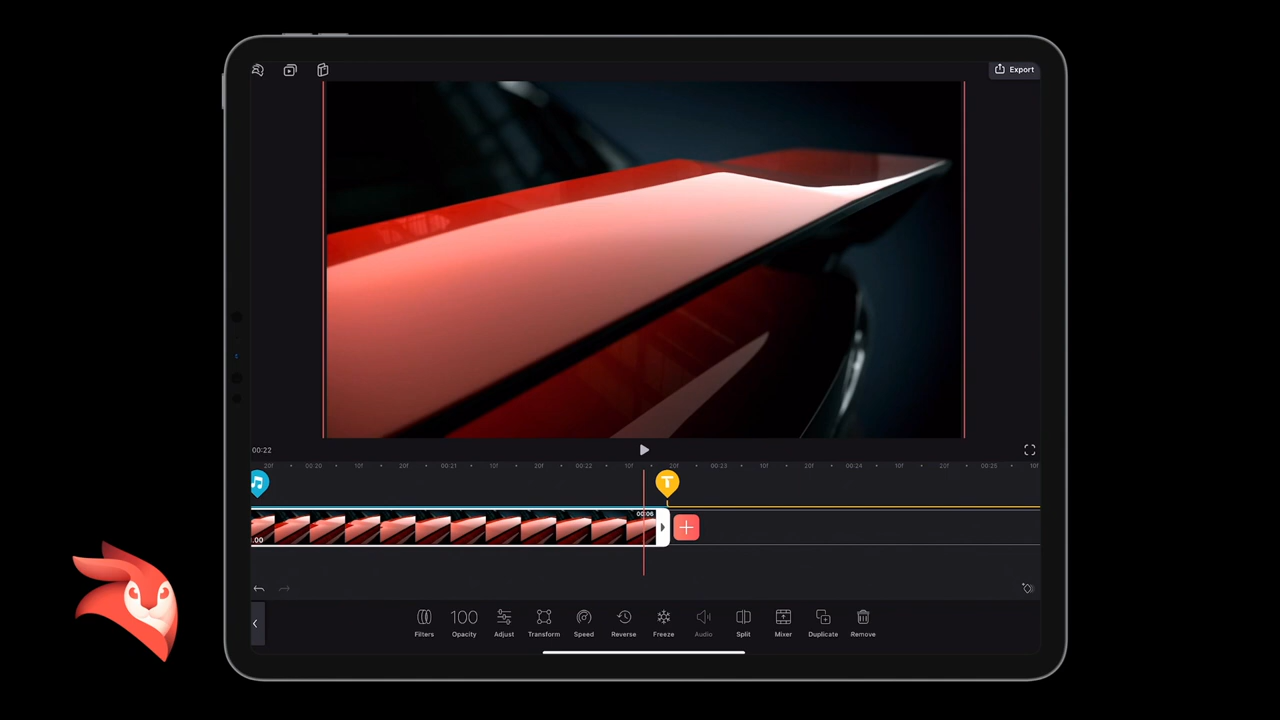 Export
00:22
20f 00:20 10f 20f 00:21 10f 20f 00:22 10f 20f 00:23 10f 20f 00:24 10f 20f 00:25 10f
T
00:06
.00
100
Filters Opacity Adjust Transform Speed Reverse Freeze Audio Split Mixer Duplicate Remove